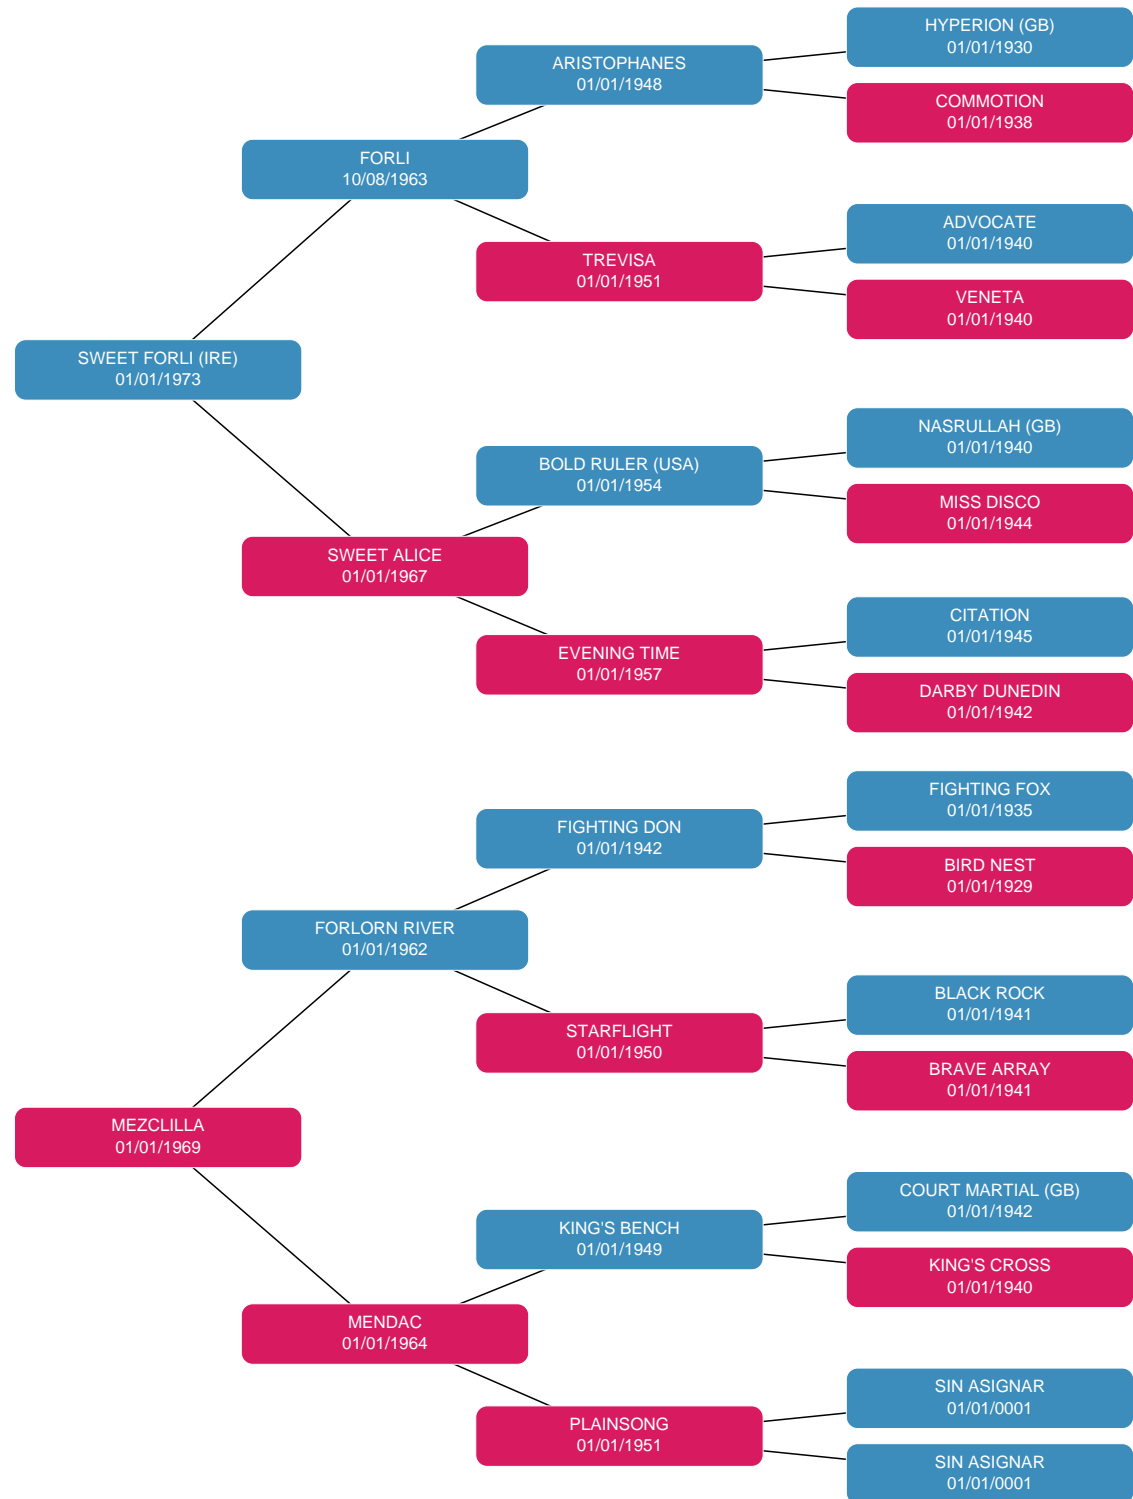 HYPERION (GB)
01/01/1930
ARISTOPHANES
01/01/1948
COMMOTION
01/01/1938
FORLI
10/08/1963
ADVOCATE
01/01/1940
TREVISA
01/01/1951
VENETA
01/01/1940
SWEET FORLI (IRE)
01/01/1973
NASRULLAH (GB)
01/01/1940
BOLD RULER (USA)
01/01/1954
MISS DISCO
01/01/1944
SWEET ALICE
01/01/1967
CITATION
01/01/1945
EVENING TIME
01/01/1957
DARBY DUNEDIN
01/01/1942
FIGHTING FOX
01/01/1935
FIGHTING DON
01/01/1942
BIRD NEST
01/01/1929
FORLORN RIVER
01/01/1962
BLACK ROCK
01/01/1941
STARFLIGHT
01/01/1950
BRAVE ARRAY
01/01/1941
MEZCLILLA
01/01/1969
COURT MARTIAL (GB)
01/01/1942
KING'S BENCH
01/01/1949
KING'S CROSS
01/01/1940
MENDAC
01/01/1964
SIN ASIGNAR
01/01/0001
PLAINSONG
01/01/1951
SIN ASIGNAR
01/01/0001